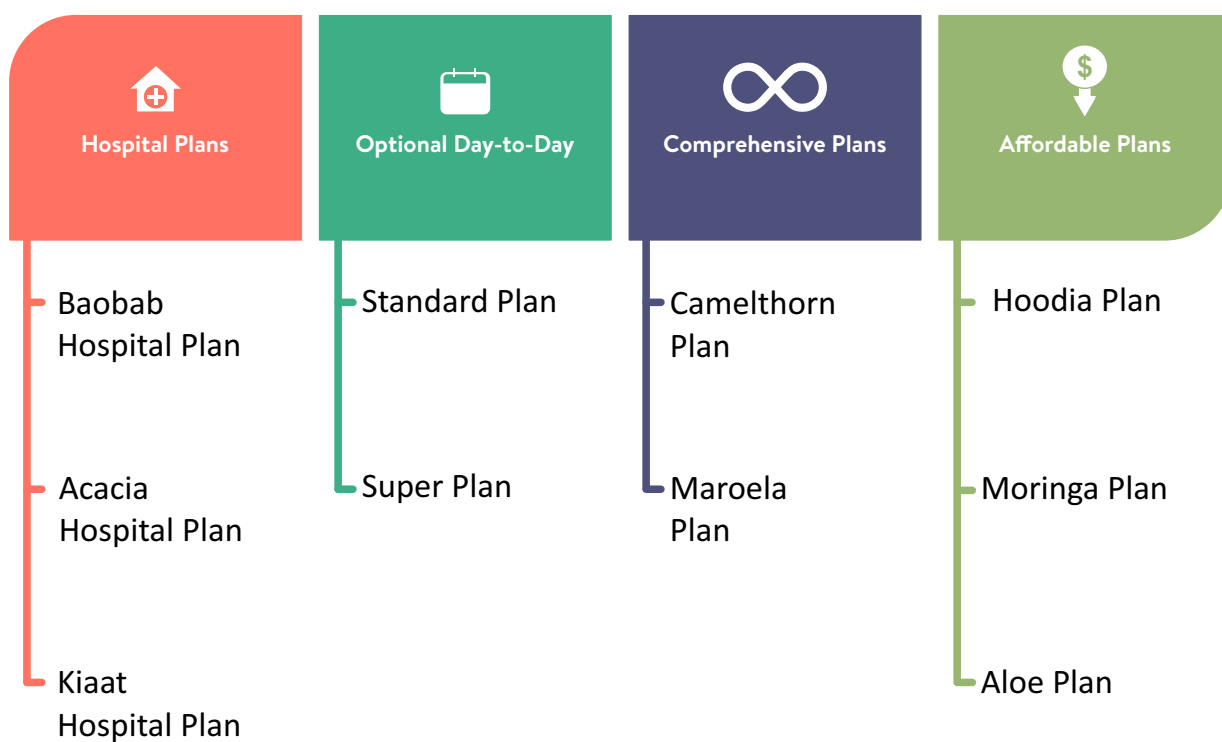 Hospital Plans
Baobab
Hospital Plan
Acacia
Hospital Plan
Kiaat
Hospital Plan
Optional Day-to-Day
Standard Plan
Super Plan
Comprehensive Plans
Camelthorn
Plan
Maroela
Plan
$
Affordable Plans
Hoodia Plan
Moringa Plan
Aloe Plan